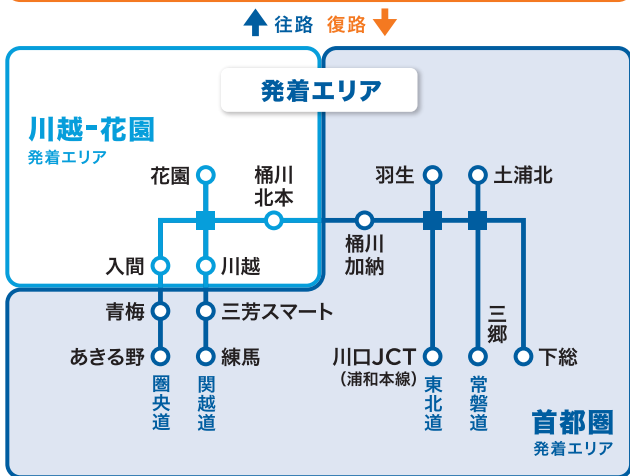 往路 復路
発着エリア
川越-花園
発着エリア
花園
桶川
北本
羽生
土浦北
桶川
加納
入間
川越
青梅
三芳スマート
三郷
あきる野
練馬
川口JCT
(浦和本線)
下総
圏央道
関越道
東北道
常磐道
首都圏
発着エリア